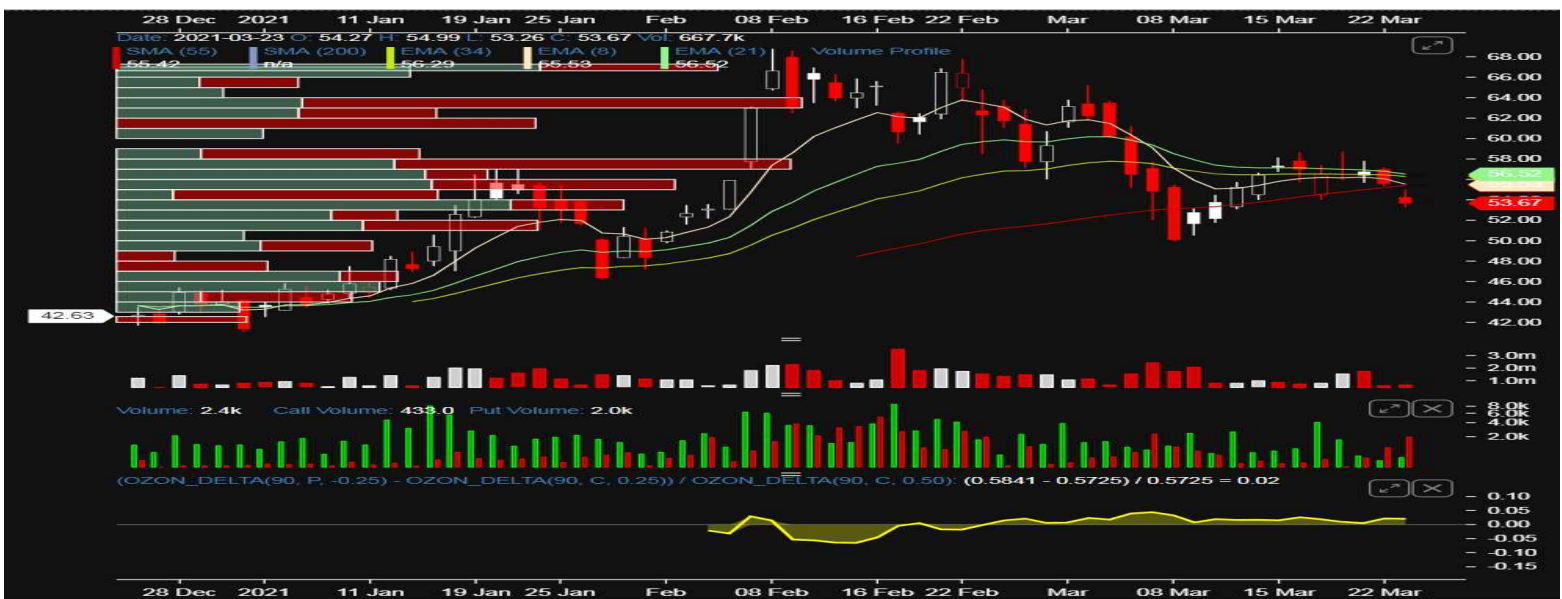 28 Dec 2021 11 Jan 19 Jan 25 Jan Feb 08 Feb 16 Feb 22 Feb Mar 08 Mar 15 Mar 22 Mar
Date: 2021-03-23 O: 54.27 H: 54.99 L: 53.26 C: 53.67 Vol: 667.7k
SMA (55) SMA (200) EMA (34) EMA (8) EMA (21) Volume Profile
55.42 n/a 56.29 55.53 56.52
68.00
66.00
64.00
62.00
60.00
58.00
56.52
53.67
52.00
50.00
48.00
46.00
44.00
42.63
42.00
3.0m
2.0m
1.0m
Volume: 2.4k Call Volume: 433.0 Put Volume: 2.0k
8.0k
6.0k
4.0k
2.0k
(OZON_DELTA(90, P, -0.25) - OZON_DELTA(90, C, 0.25)) / OZON_DELTA(90, C, 0.50): (0.5841 - 0.5725) / 0.5725 = 0.02
0.10
0.05
0.00
-0.05
-0.10
-0.15
28 Dec 2021 11 Jan 19 Jan 25 Jan Feb 08 Feb 16 Feb 22 Feb Mar 08 Mar 15 Mar 22 Mar